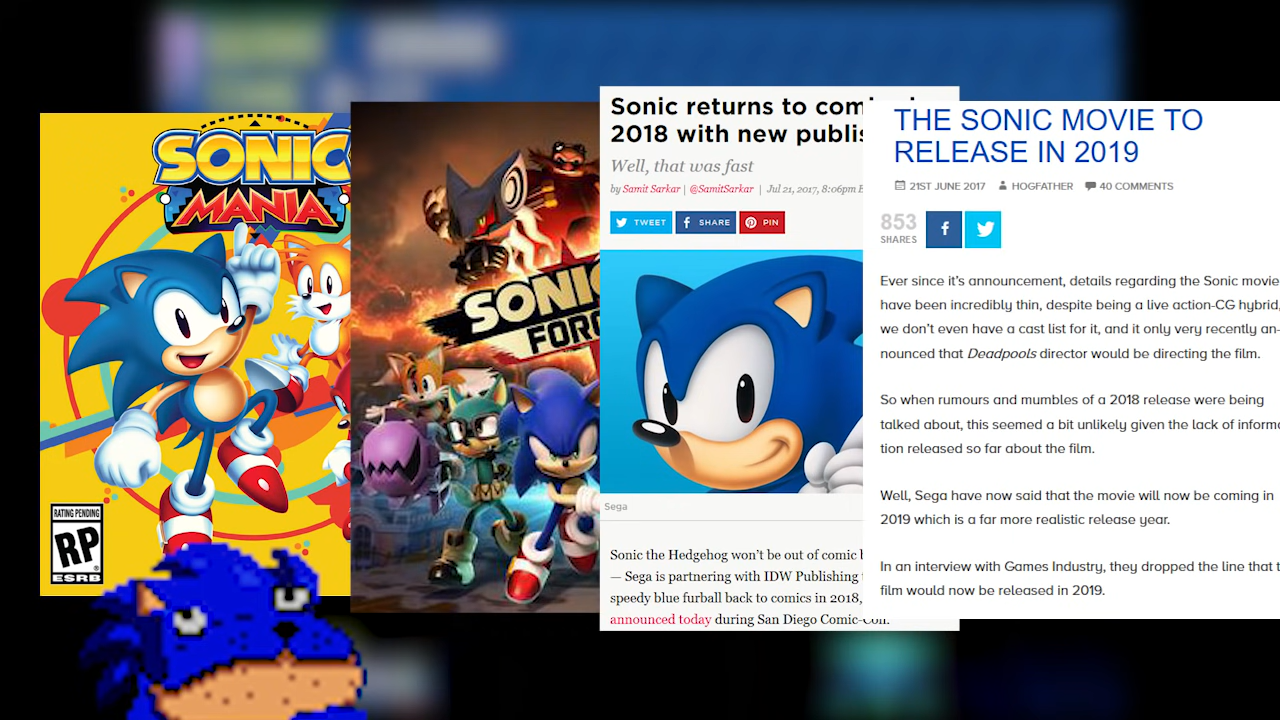 SONIC
MANIA
RATING PENDING
RP
ESRB
SONIC
Sonic returns to
2018 with new
Well, that was fast
by Samit Sarkar | @SamitSarkar | Jul 21, 2017, 8:06pm
TWEET
SHARE
PIN
Sega
Sonic the Hedgehog won't be out of comic
— Sega is partnering with IDW Publishing
speedy blue furball back to comics in 2018,
announced today during San Diego Comic-Con.
THE SONIC MOVIE TO
RELEASE IN 2019
21ST JUNE 2017 HOGFATHER 40 COMMENTS
853
SHARES
Ever since it's announcement, details regarding the Sonic movie
have been incredibly thin, despite being a live action-CG hybrid,
we don't even have a cast list for it, and it only very recently an-
nounced that Deadpools director would be directing the film.
So when rumours and mumbles of a 2018 release were being
talked about, this seemed a bit unlikely given the lack of informa
tion released so far about the film.
Well, Sega have now said that the movie will now be coming in
2019 which is a far more realistic release year.
In an interview with Games Industry, they dropped the line that
film would now be released in 2019.